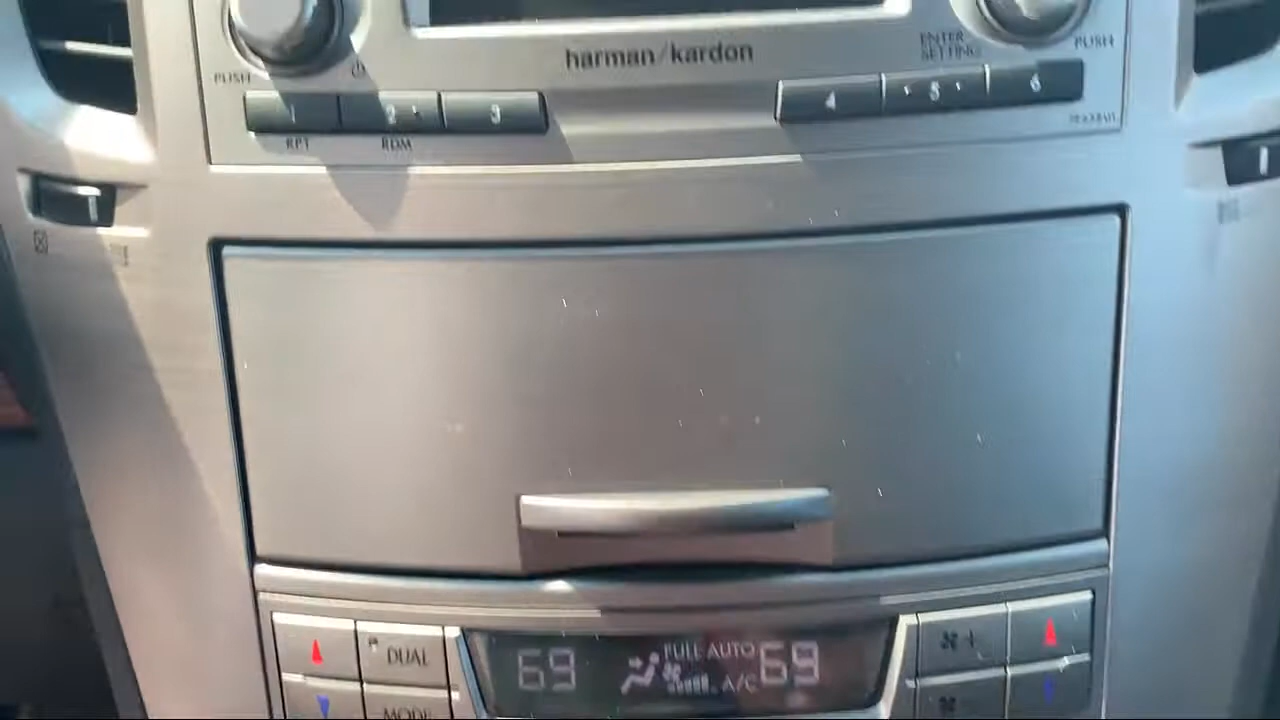 harman/kardon
ENTER
SETTING
PUSH
PUSH
1 2 3
4 5 6
RPT RDM
DUAL
69
FULL AUTO
A/C
69
MODE